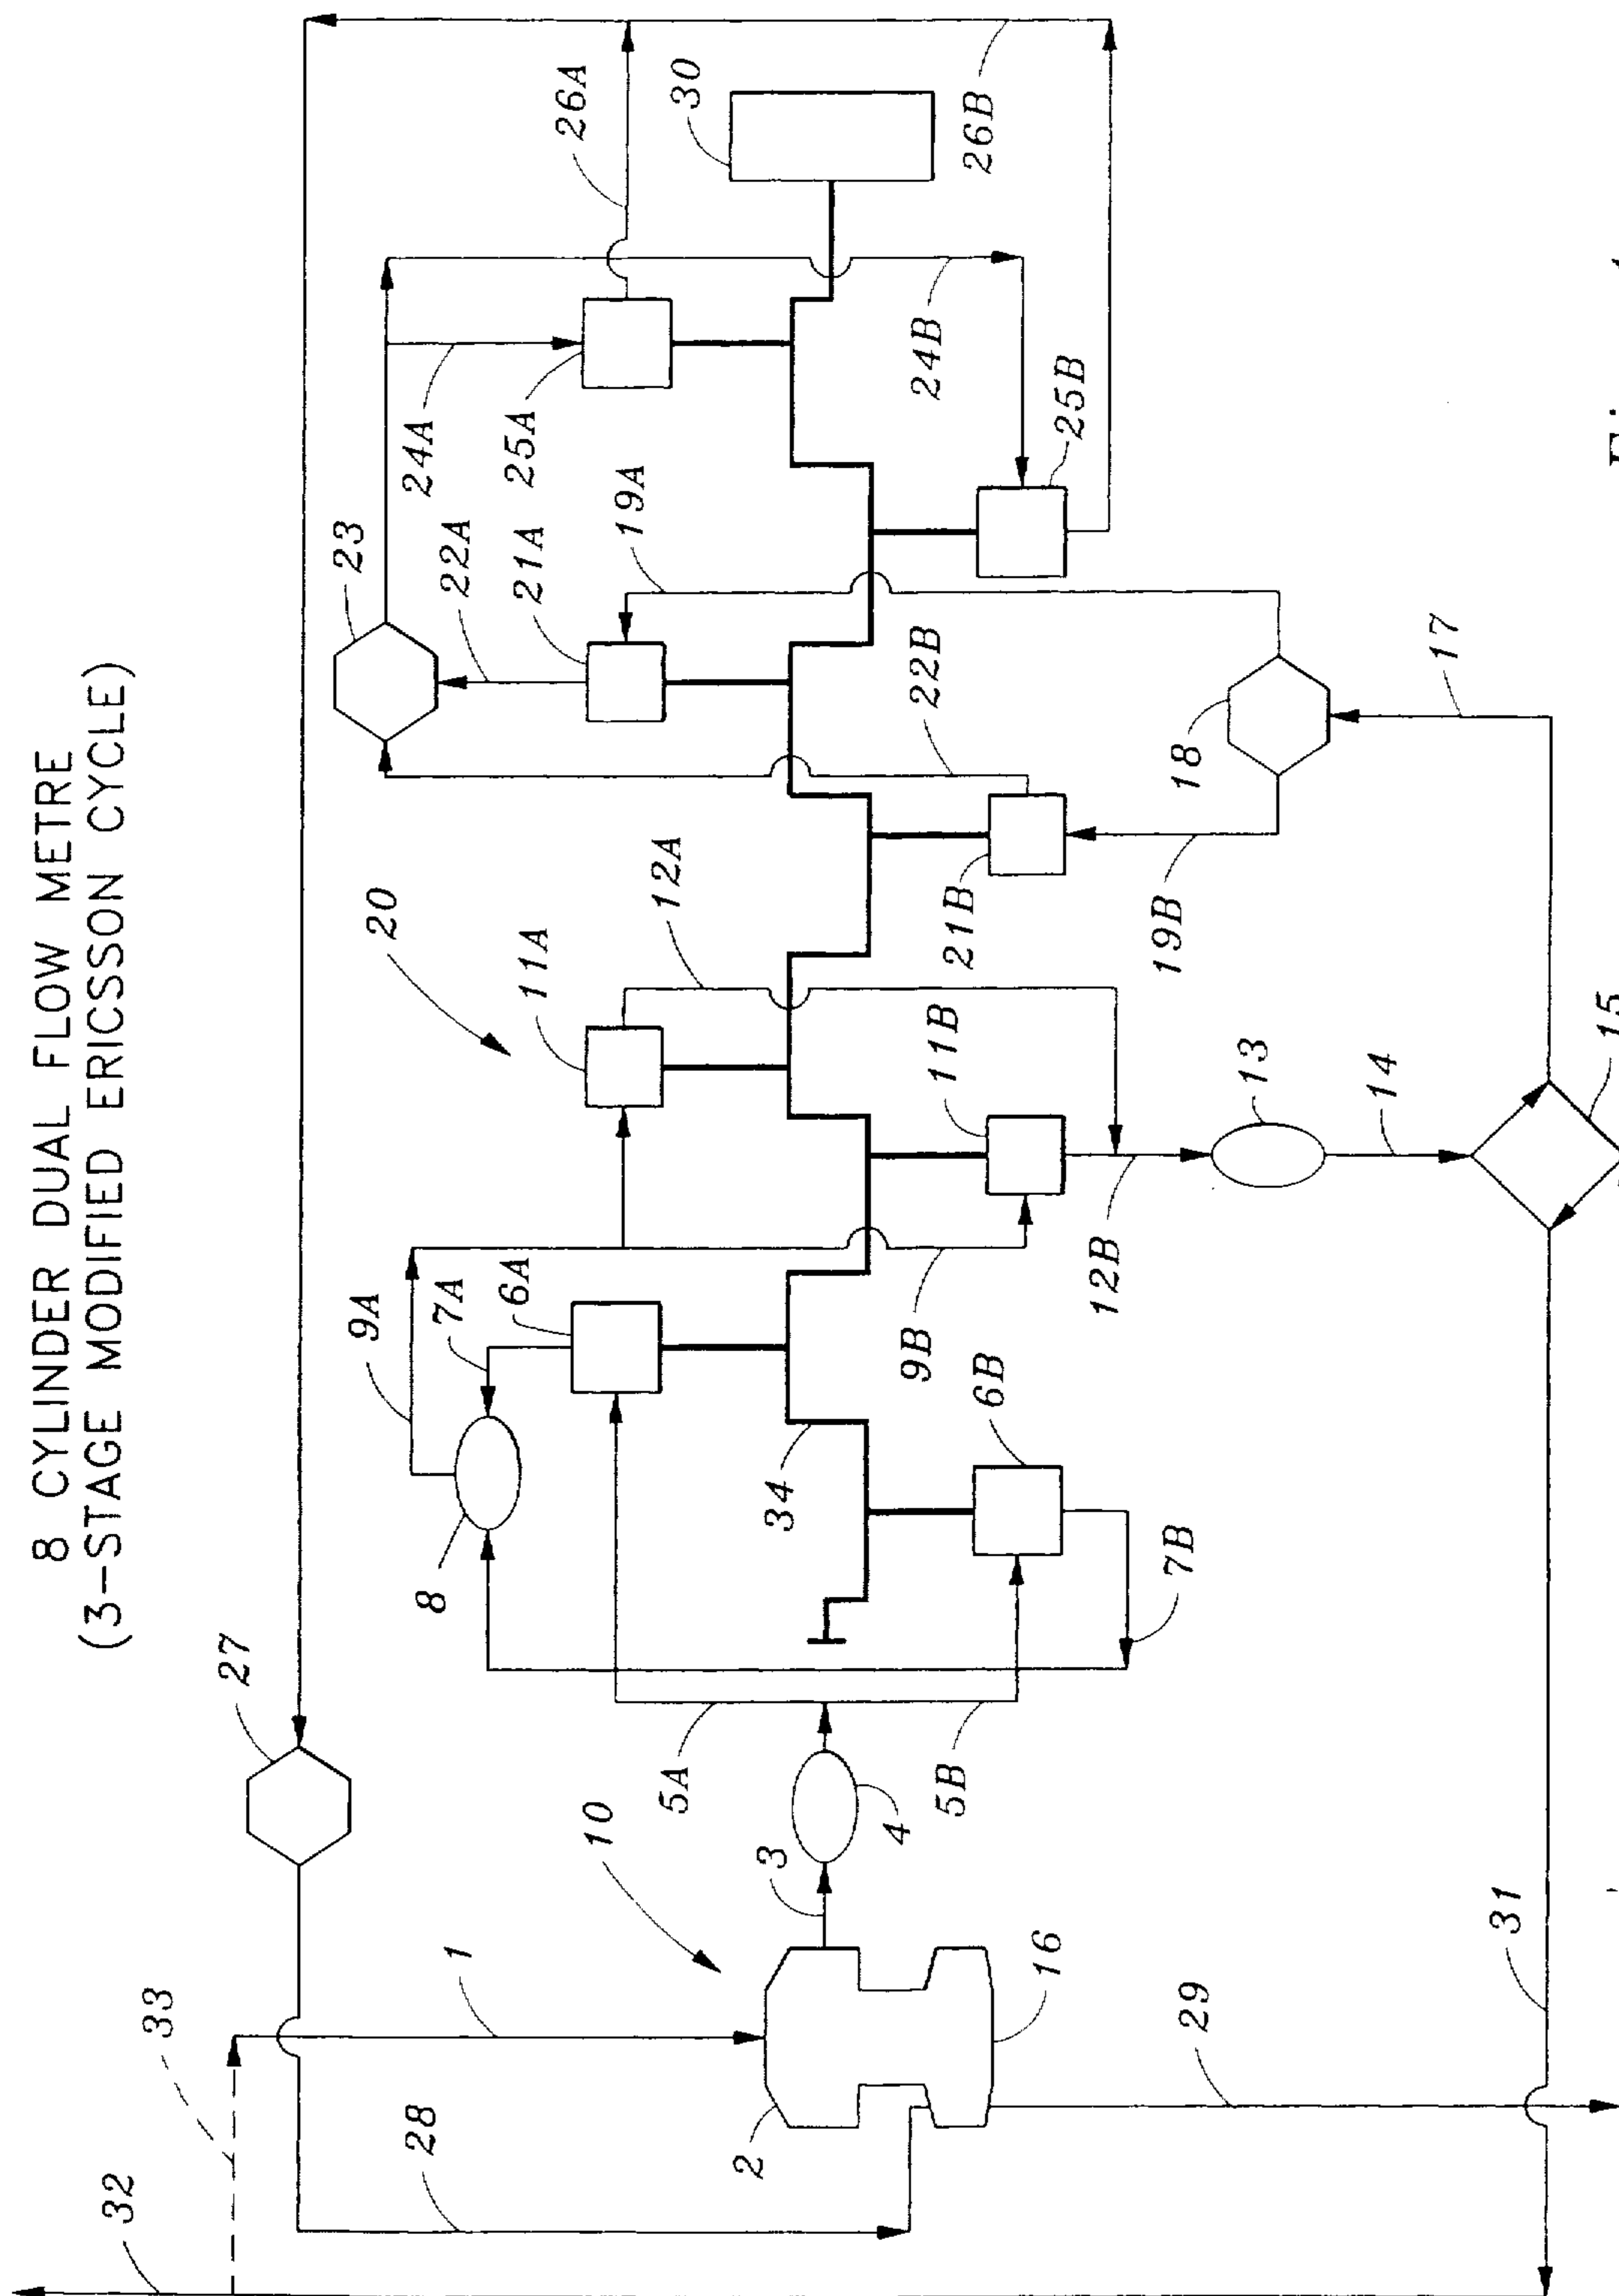 8 CYLINDER DUAL FLOW METRE
(3-STAGE MODIFIED ERICSSON CYCLE)
32
33
27
23
9A
20
24A
28
8
7A
22A
1
6A
25A
21A
11A
26A
10
19A
12A
5A
30
2
3
34
4
9B
22B
24B
11B
5B
21B
26B
6B
16
25B
12B
19B
7B
18
29
13
14
17
31
15